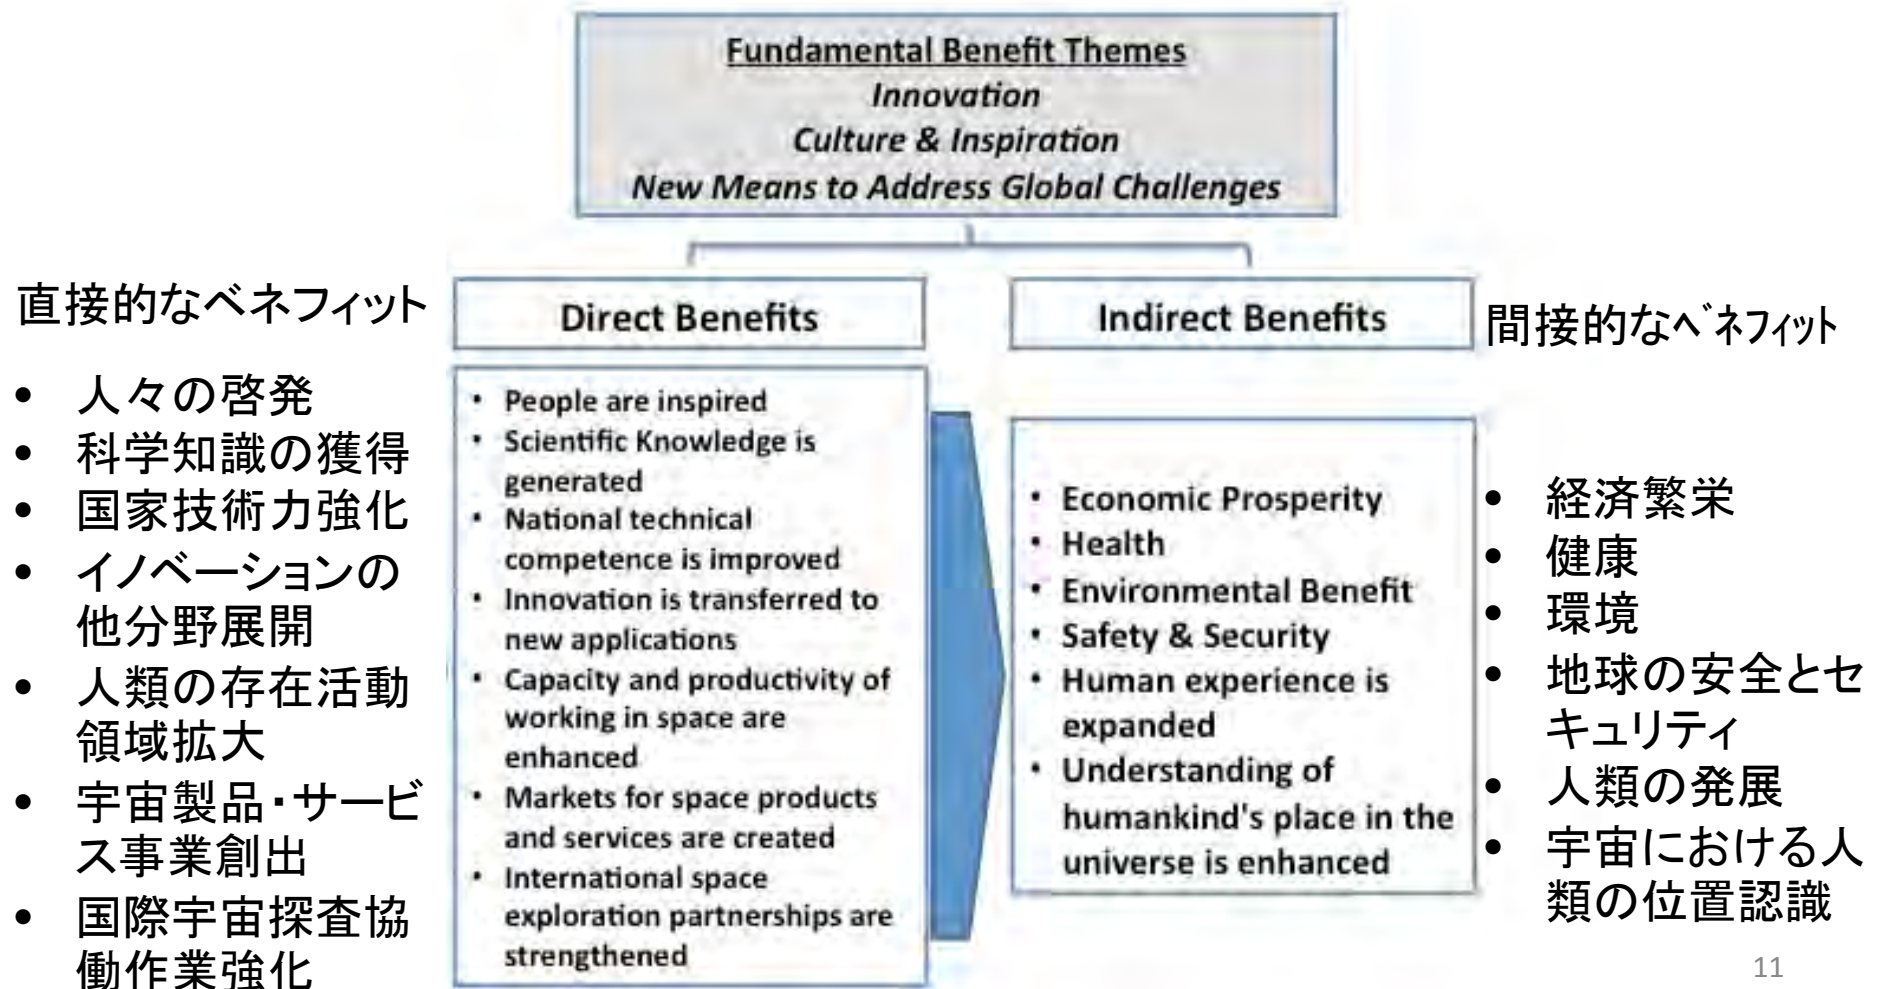 Fundamental Benefit Themes
Innovation
Culture & Inspiration
New Means to Address Global Challenges
直接的なベネフィット
• 人々の啓発
• 科学知識の獲得
• 国家技術力強化
• イノベーションの
他分野展開
• 人類の存在活動
領域拡大
• 宇宙製品・サービ
ス事業創出
• 国際宇宙探査協
働作業強化
Direct Benefits
• People are inspired
• Scientific Knowledge is
generated
• National technical
competence is improved
• Innovation is transferred to
new applications
• Capacity and productivity of
working in space are
enhanced
• Markets for space products
and services are created
• International space
exploration partnerships are
strengthened
Indirect Benefits
• Economic Prosperity
• Health
• Environmental Benefit
• Safety & Security
• Human experience is
expanded
• Understanding of
humankind's place in the
universe is enhanced
間接的なベネフィット
• 経済繁栄
• 健康
• 環境
• 地球の安全とセ
キュリティ
• 人類の発展
• 宇宙における人
類の位置認識
11